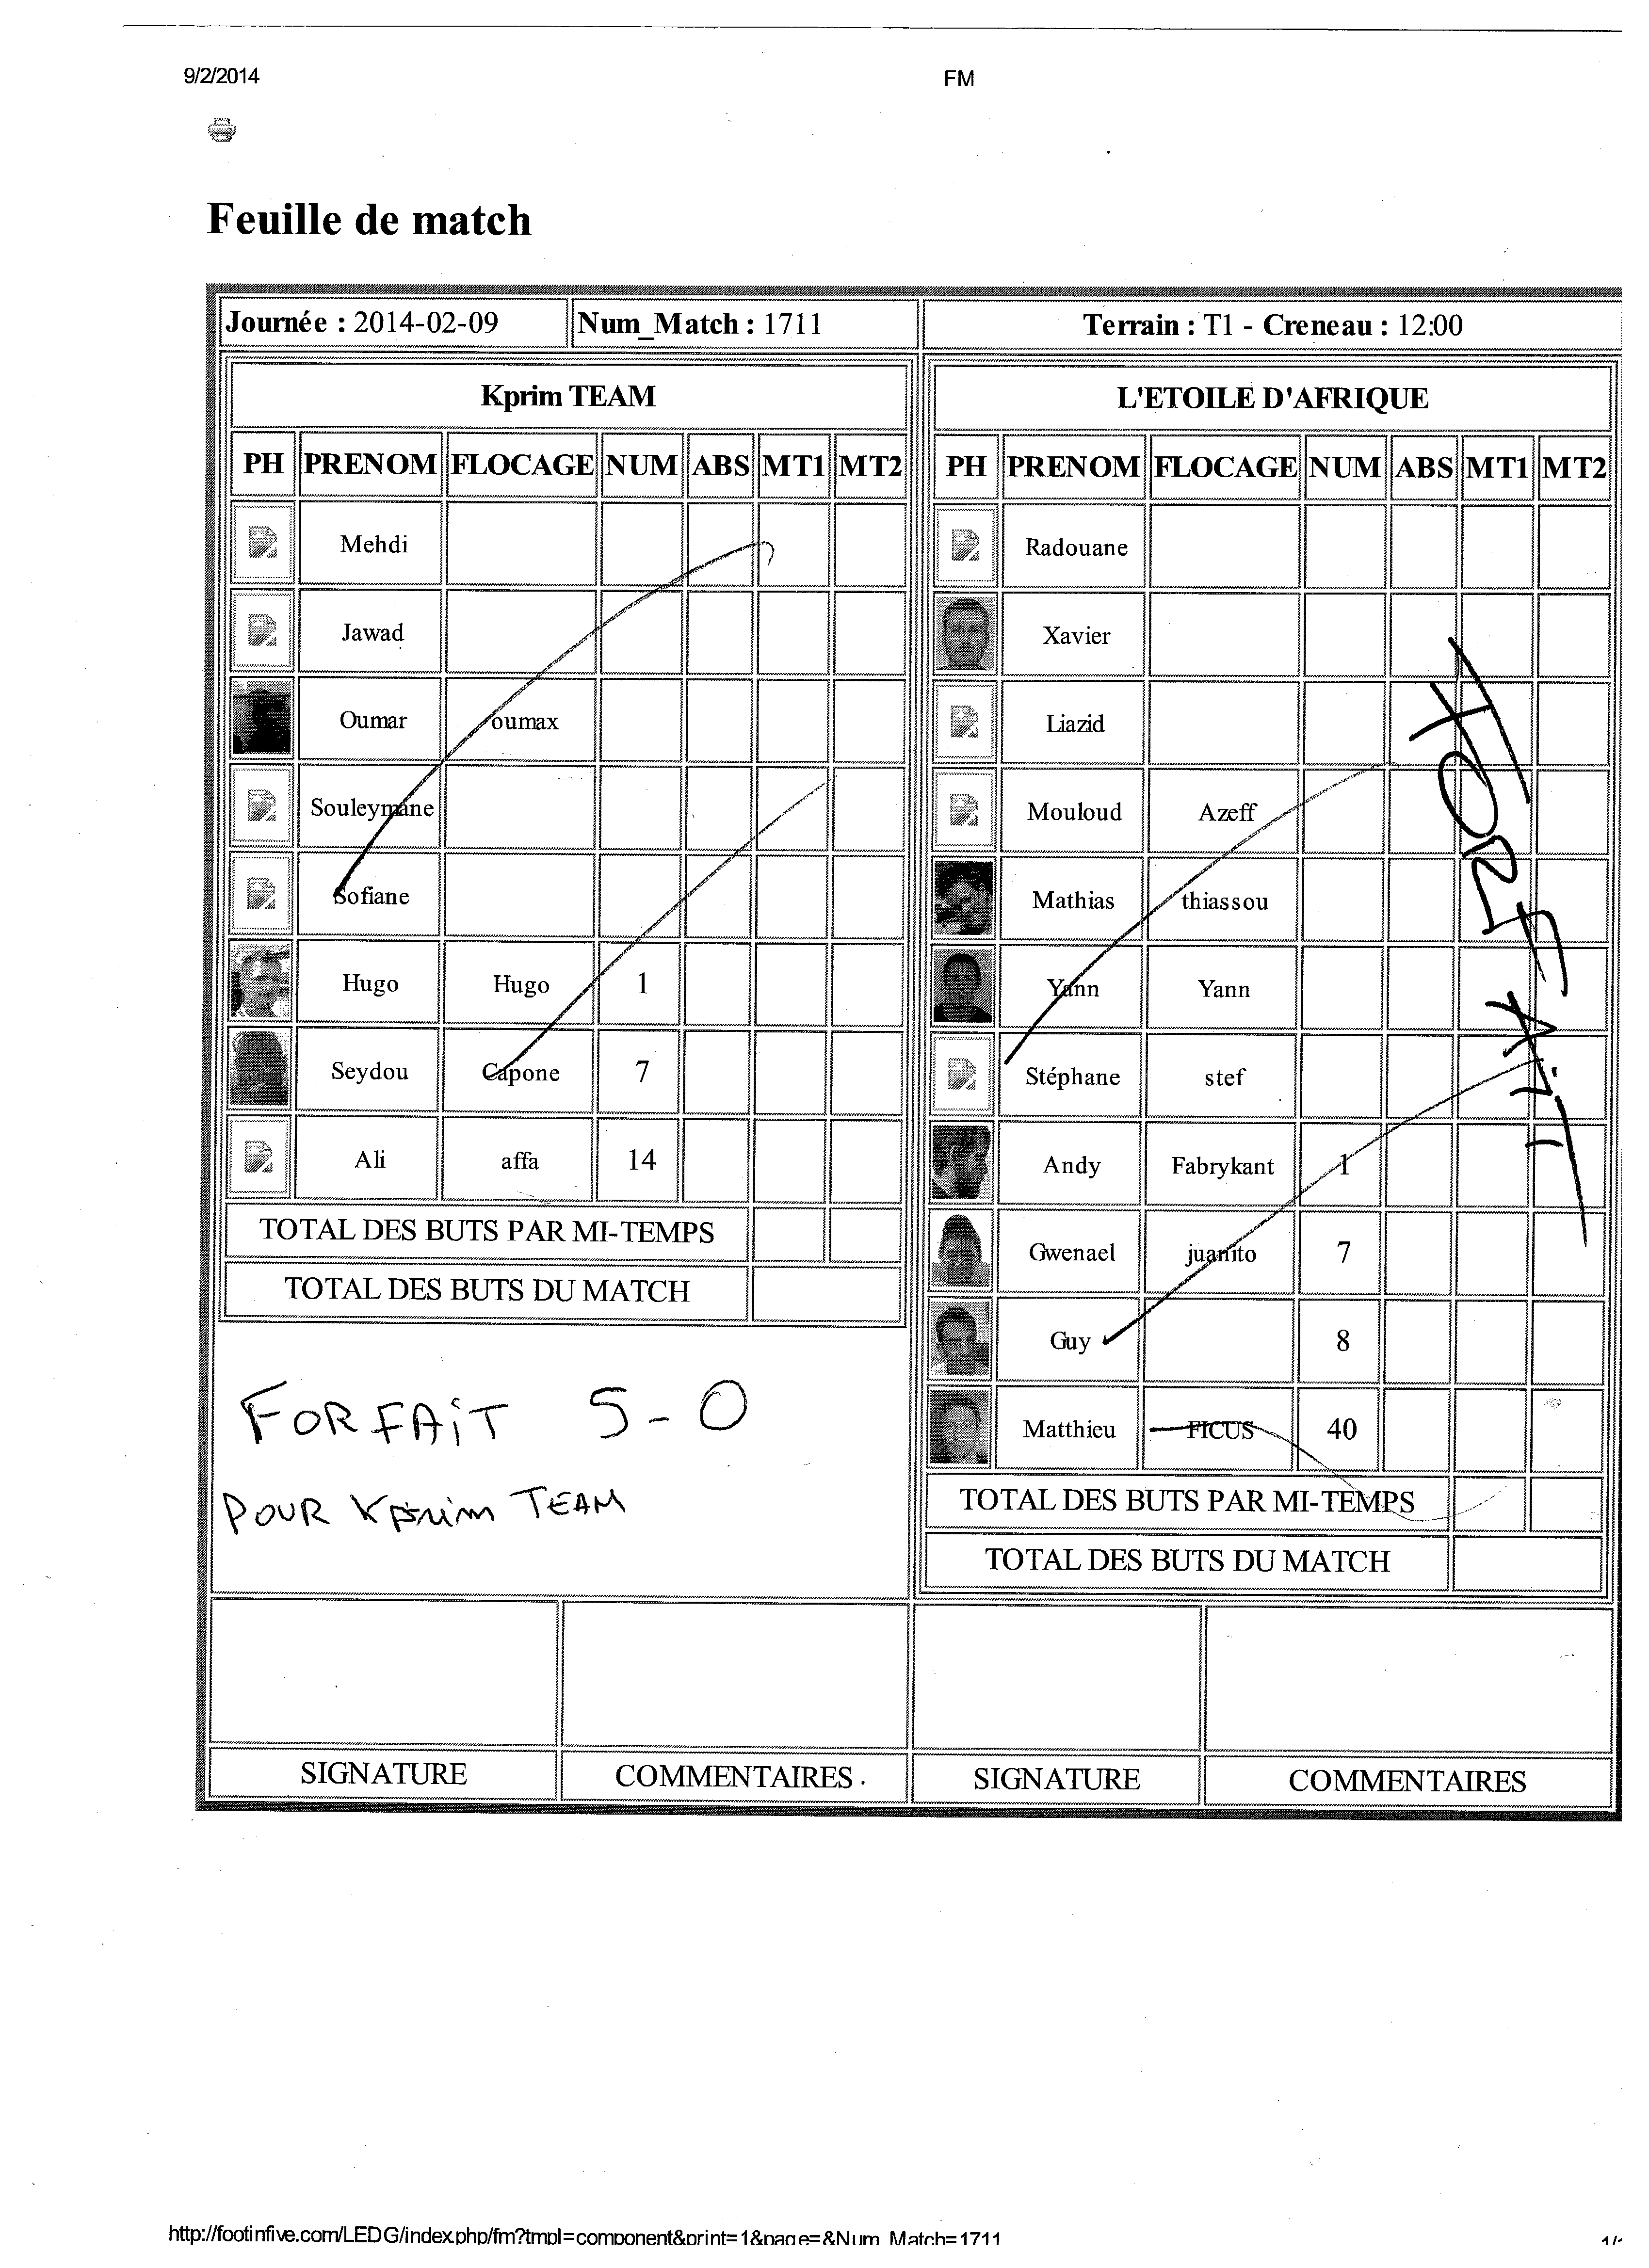 9/2/2014 FM
Feuille de match
Journée : 2014-02-09 Num_Match : 1711 Terrain : T1 - Creneau : 12:00
Kprim TEAM
PH PRENOM FLOCAGE NUM ABS MT1 MT2
Mehdi
Jawad
Oumar oumax
Souleymane
Sofiane
Hugo Hugo 1
Seydou Capone 7
Ali affa 14
TOTAL DES BUTS PAR MI-TEMPS
TOTAL DES BUTS DU MATCH
FORFAiT 5-0
POUR Kprim TEAM
L'ETOILE D'AFRIQUE
PH PRENOM FLOCAGE NUM ABS MT1 MT2
Radouane
Xavier
Liazid
Mouloud Azeff
Mathias thiassou
Yann Yann
Stéphane stef
Andy Fabrykant 1
Gwenael juanito 7
Guy 8
Matthieu FICUS 40
FORFAiT
TOTAL DES BUTS PAR MI-TEMPS
TOTAL DES BUTS DU MATCH
SIGNATURE COMMENTAIRES SIGNATURE COMMENTAIRES
http://footinfive.com/LEDG/index.php/fm?tmpl=component&print=1&page=&Num_Match=1711